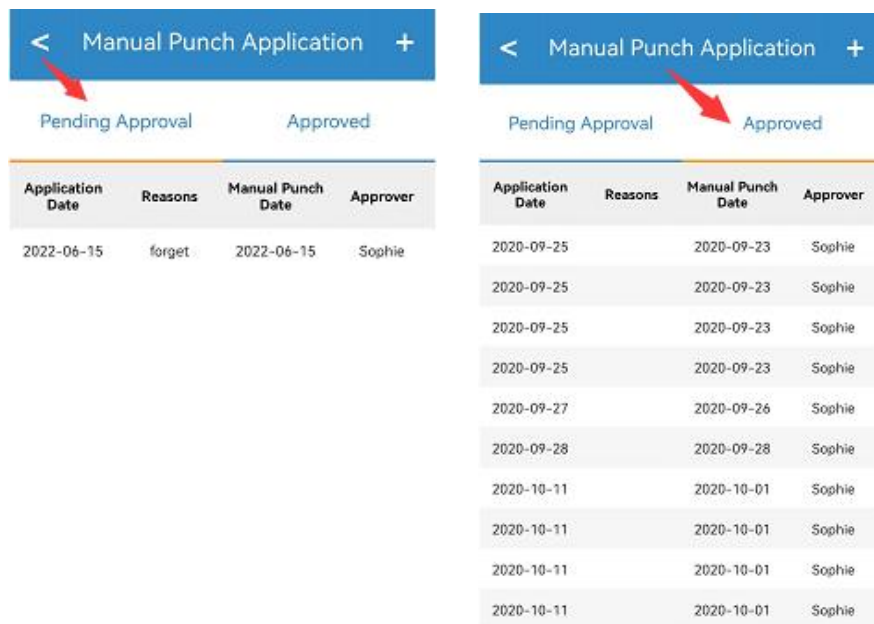 < Manual Punch Application +
Pending Approval Approved
Application Date Reasons Manual Punch Date Approver
2022-06-15 forget 2022-06-15 Sophie
< Manual Punch Application +
Pending Approval Approved
Application Date Reasons Manual Punch Date Approver
2020-09-25 2020-09-23 Sophie
2020-09-25 2020-09-23 Sophie
2020-09-25 2020-09-23 Sophie
2020-09-25 2020-09-23 Sophie
2020-09-27 2020-09-26 Sophie
2020-09-28 2020-09-28 Sophie
2020-10-11 2020-10-01 Sophie
2020-10-11 2020-10-01 Sophie
2020-10-11 2020-10-01 Sophie
2020-10-11 2020-10-01 Sophie